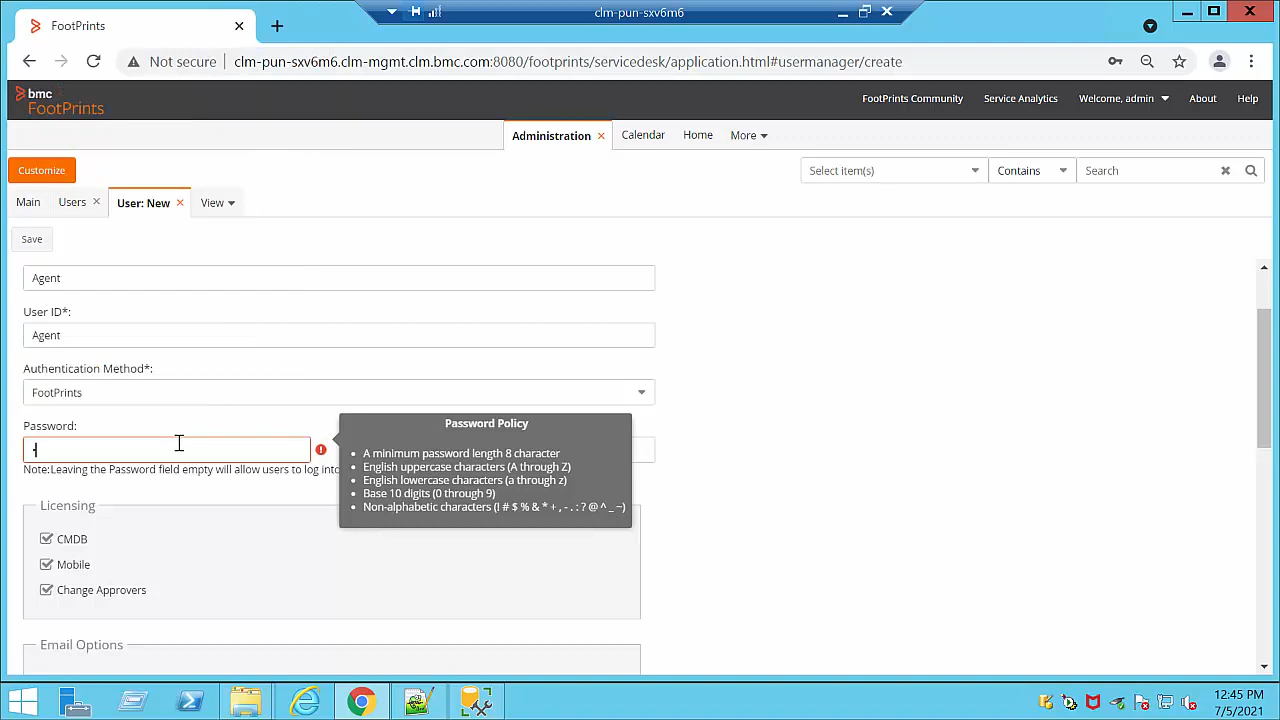 clm-pun-sxv6m6
FootPrints
Not secure clm-pun-sxv6m6.clm-mgmt.clm.bmc.com:8080/footprints/servicedesk/application.html#usermanager/create
bmc
FootPrints
FootPrints Community Service Analytics Welcome, admin About Help
Administration Calendar Home More
Customize
Select item(s) Contains Search
Main Users User: New View
Save
Agent
User ID*:
Agent
Authentication Method*:
FootPrints
Password:
Note:Leaving the Password field empty will allow users to log into
Password Policy
• A minimum password length 8 character
• English uppercase characters (A through Z)
• English lowercase characters (a through z)
• Base 10 digits (0 through 9)
• Non-alphabetic characters (! # $ % & * + , - . : ? @ ^ _ ~)
Licensing
CMDB
Mobile
Change Approvers
Email Options
12:45 PM
7/5/2021